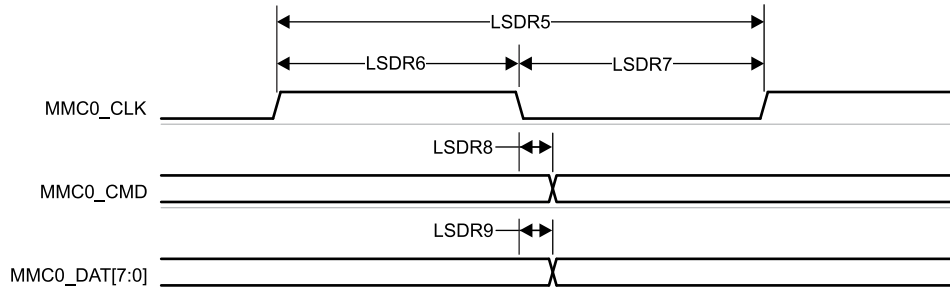 LSDR5
LSDR6
LSDR7
MMC0_CLK
LSDR8
MMC0_CMD
LSDR9
MMC0_DAT[7:0]